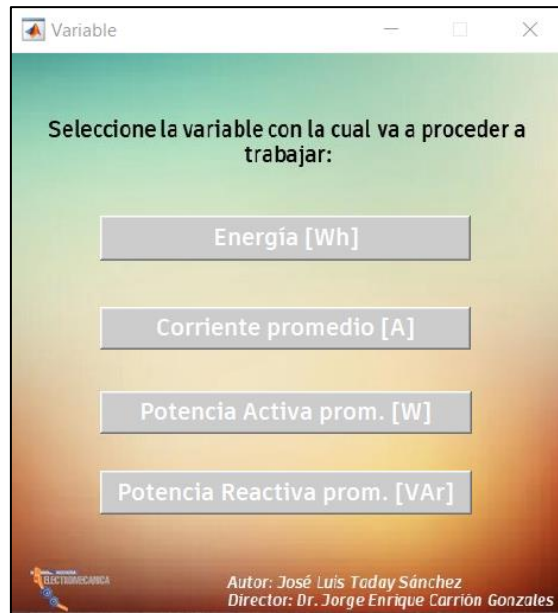 Variable
Seleccione la variable con la cual va a proceder a
trabajar:
Energía [Wh]
Corriente promedio [A]
Potencia Activa prom. [W]
Potencia Reactiva prom. [VAr]
ELECTROMECANICA
Autor: José Luis Taday Sánchez
Director: Dr. Jorge Enrique Carrión Gonzales